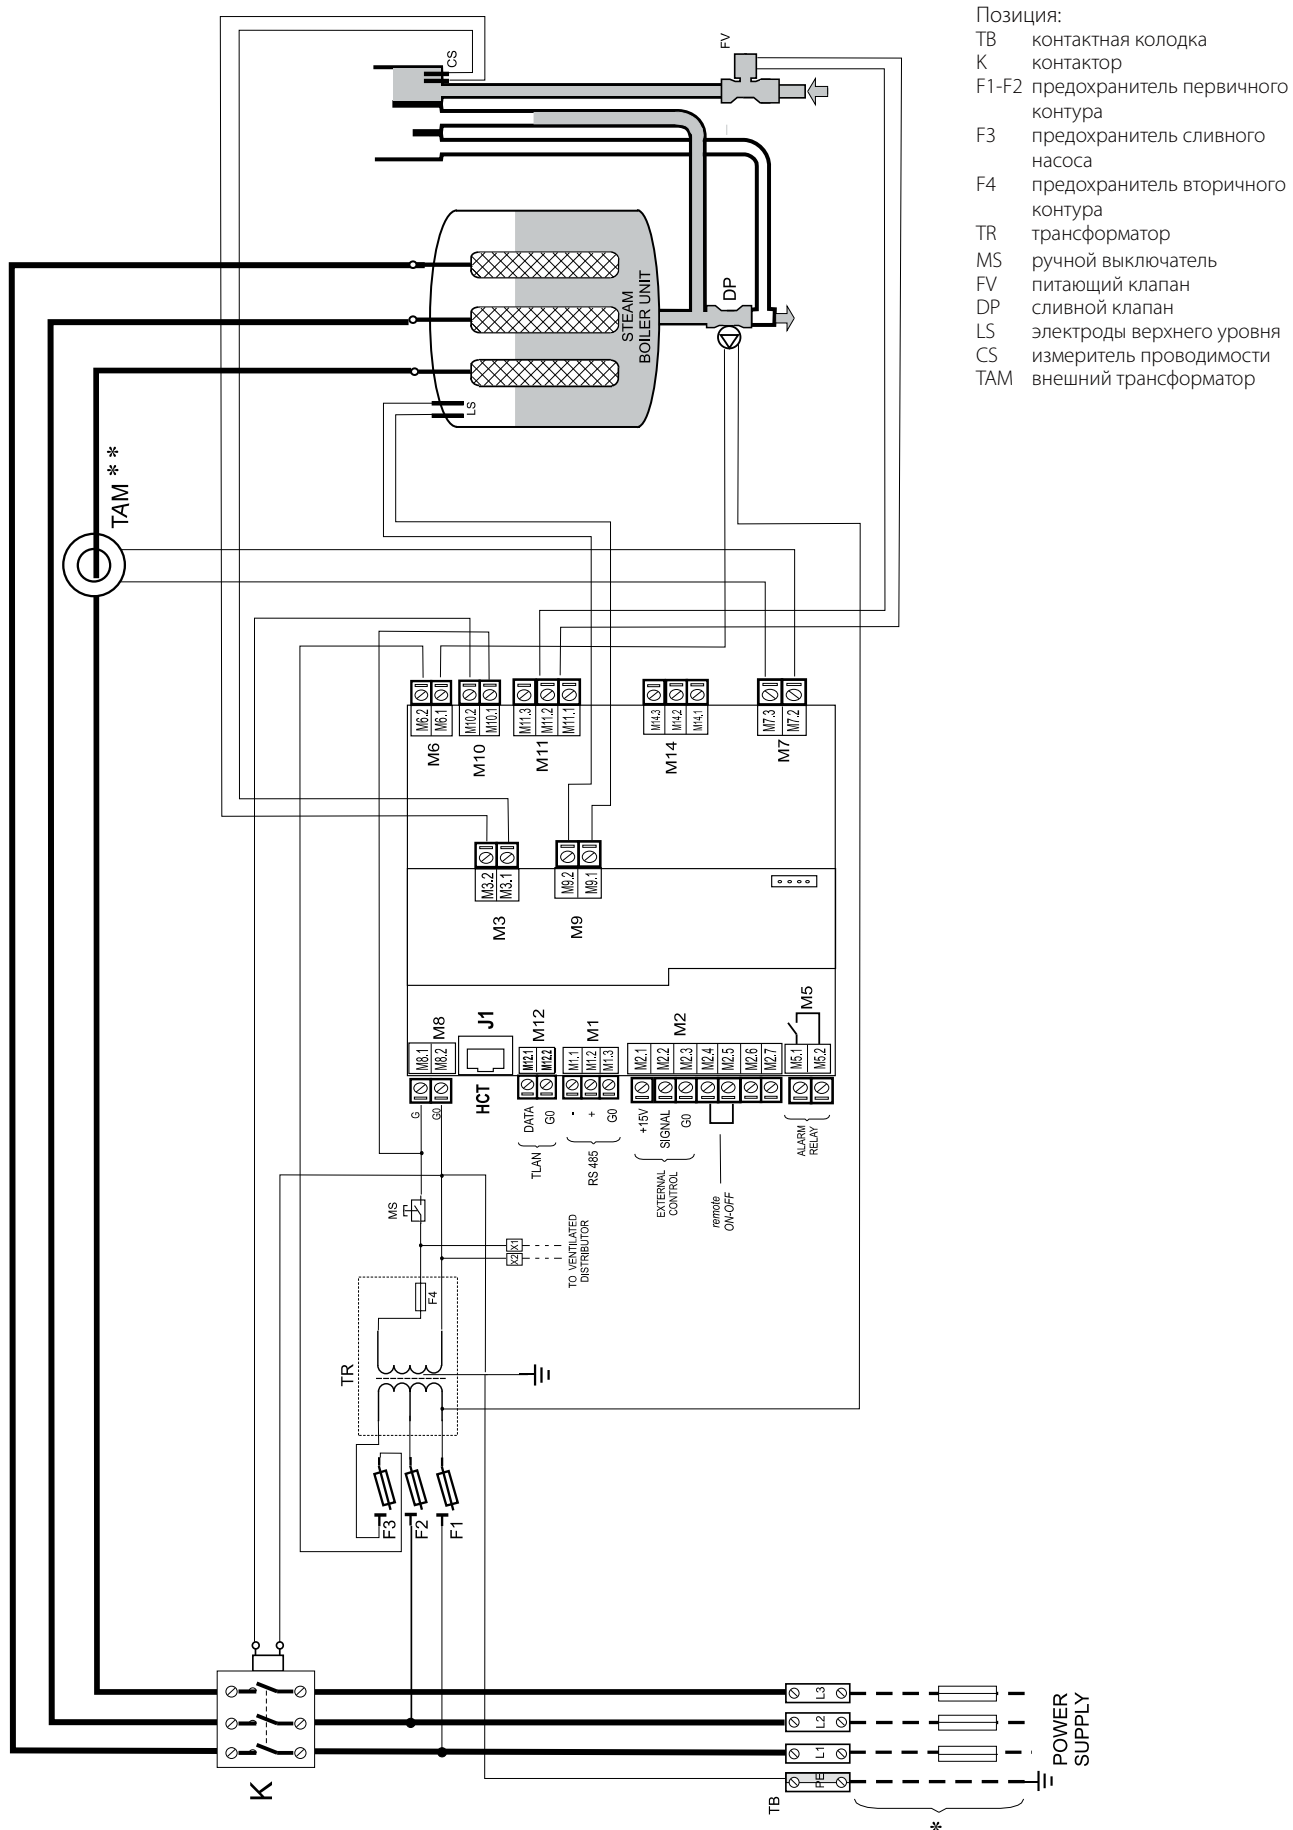 Позиция:
TB контактная колодка
K контактор
F1-F2 предохранитель первичного
контура
F3 предохранитель сливного
насоса
F4 предохранитель вторичного
контура
TR трансформатор
MS ручной выключатель
FV питающий клапан
DP сливной клапан
LS электроды верхнего уровня
CS измеритель проводимости
TAM внешний трансформатор
CS
FV
STEAM
BOILER UNIT
DP
LS
TAM * *
M6.2
M6.1
M6
M10.2
M10.1
M10
M11.3
M11.2
M11.1
M11
M14.3
M14.2
M14.1
M14
M7.3
M7.2
M7
M3.2
M3.1
M3
M9.2
M9.1
M9
M8.1
M8.2
M8
J1
HCT
M12.1
M12.2
M12
M1.1
M1.2
M1.3
M1
M2.1
M2.2
M2.3
M2.4
M2.5
M2.6
M2.7
M2
M5.1
M5.2
M5
G
G0
DATA
G0
TLAN
-
+
G0
RS 485
+15V
SIGNAL
G0
EXTERNAL
CONTROL
remote
ON-OFF
ALARM
RELAY
MS
X1
X2
TO VENTILATED
DISTRIBUTOR
F4
TR
F3
F2
F1
K
L3
L2
L1
PE
TB
POWER
SUPPLY
*